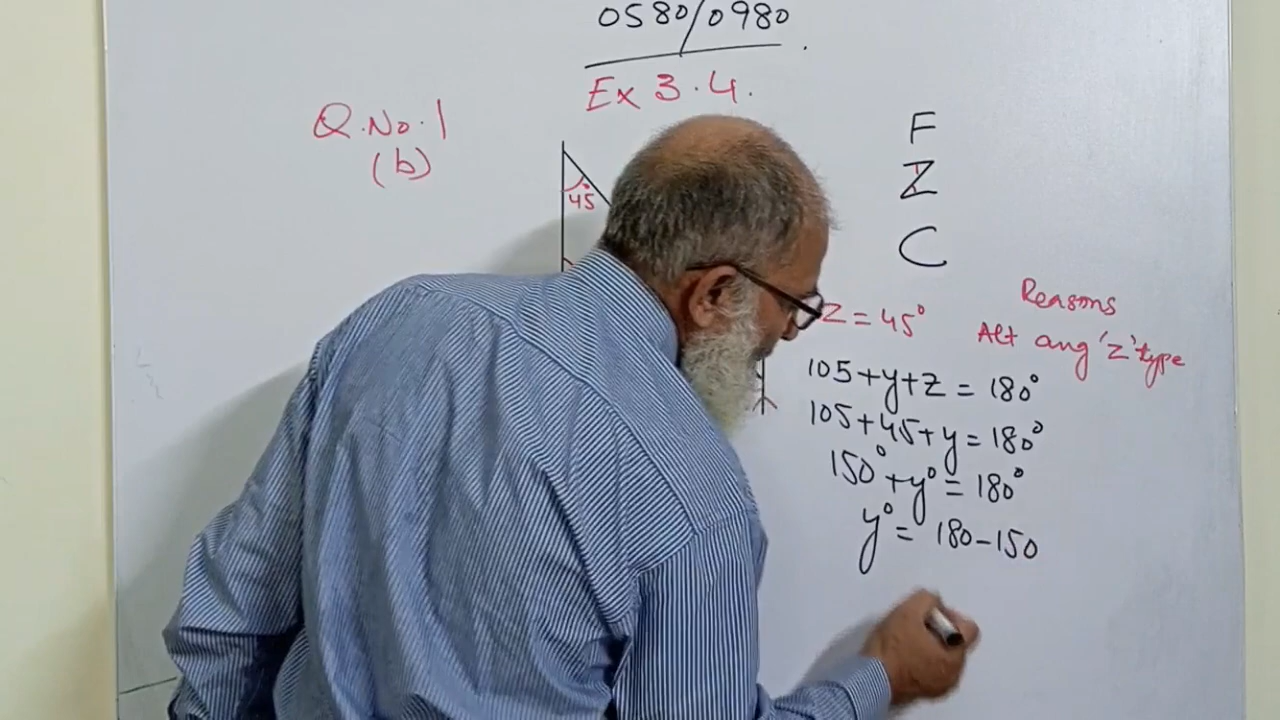 0580/0980
Ex 3.4.
Q.No.1
(b)
45
F
Z
C
Reasons
Z = 45°
Alt ang 'Z' type
105+y+z = 180°
105+45+y = 180°
150°+y° = 180°
y° = 180-150